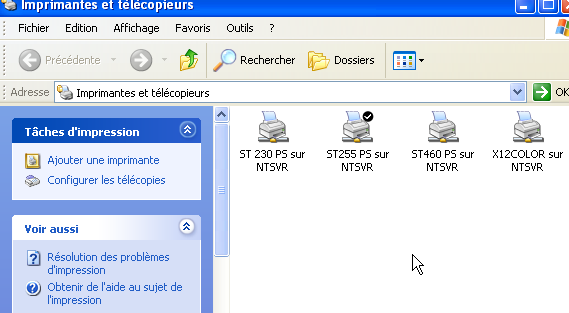 Imprimantes et télécopieurs
Fichier Edition Affichage Favoris Outils ?
Précédente Rechercher Dossiers
Adresse Imprimantes et télécopieurs OK
Tâches d'impression
Ajouter une imprimante
Configurer les télécopies
Voir aussi
Résolution des problèmes
d'impression
Obtenir de l'aide au sujet de
l'impression
ST 230 PS sur
NTSVR
ST255 PS sur
NTSVR
ST460 PS sur
NTSVR
X12COLOR sur
NTSVR